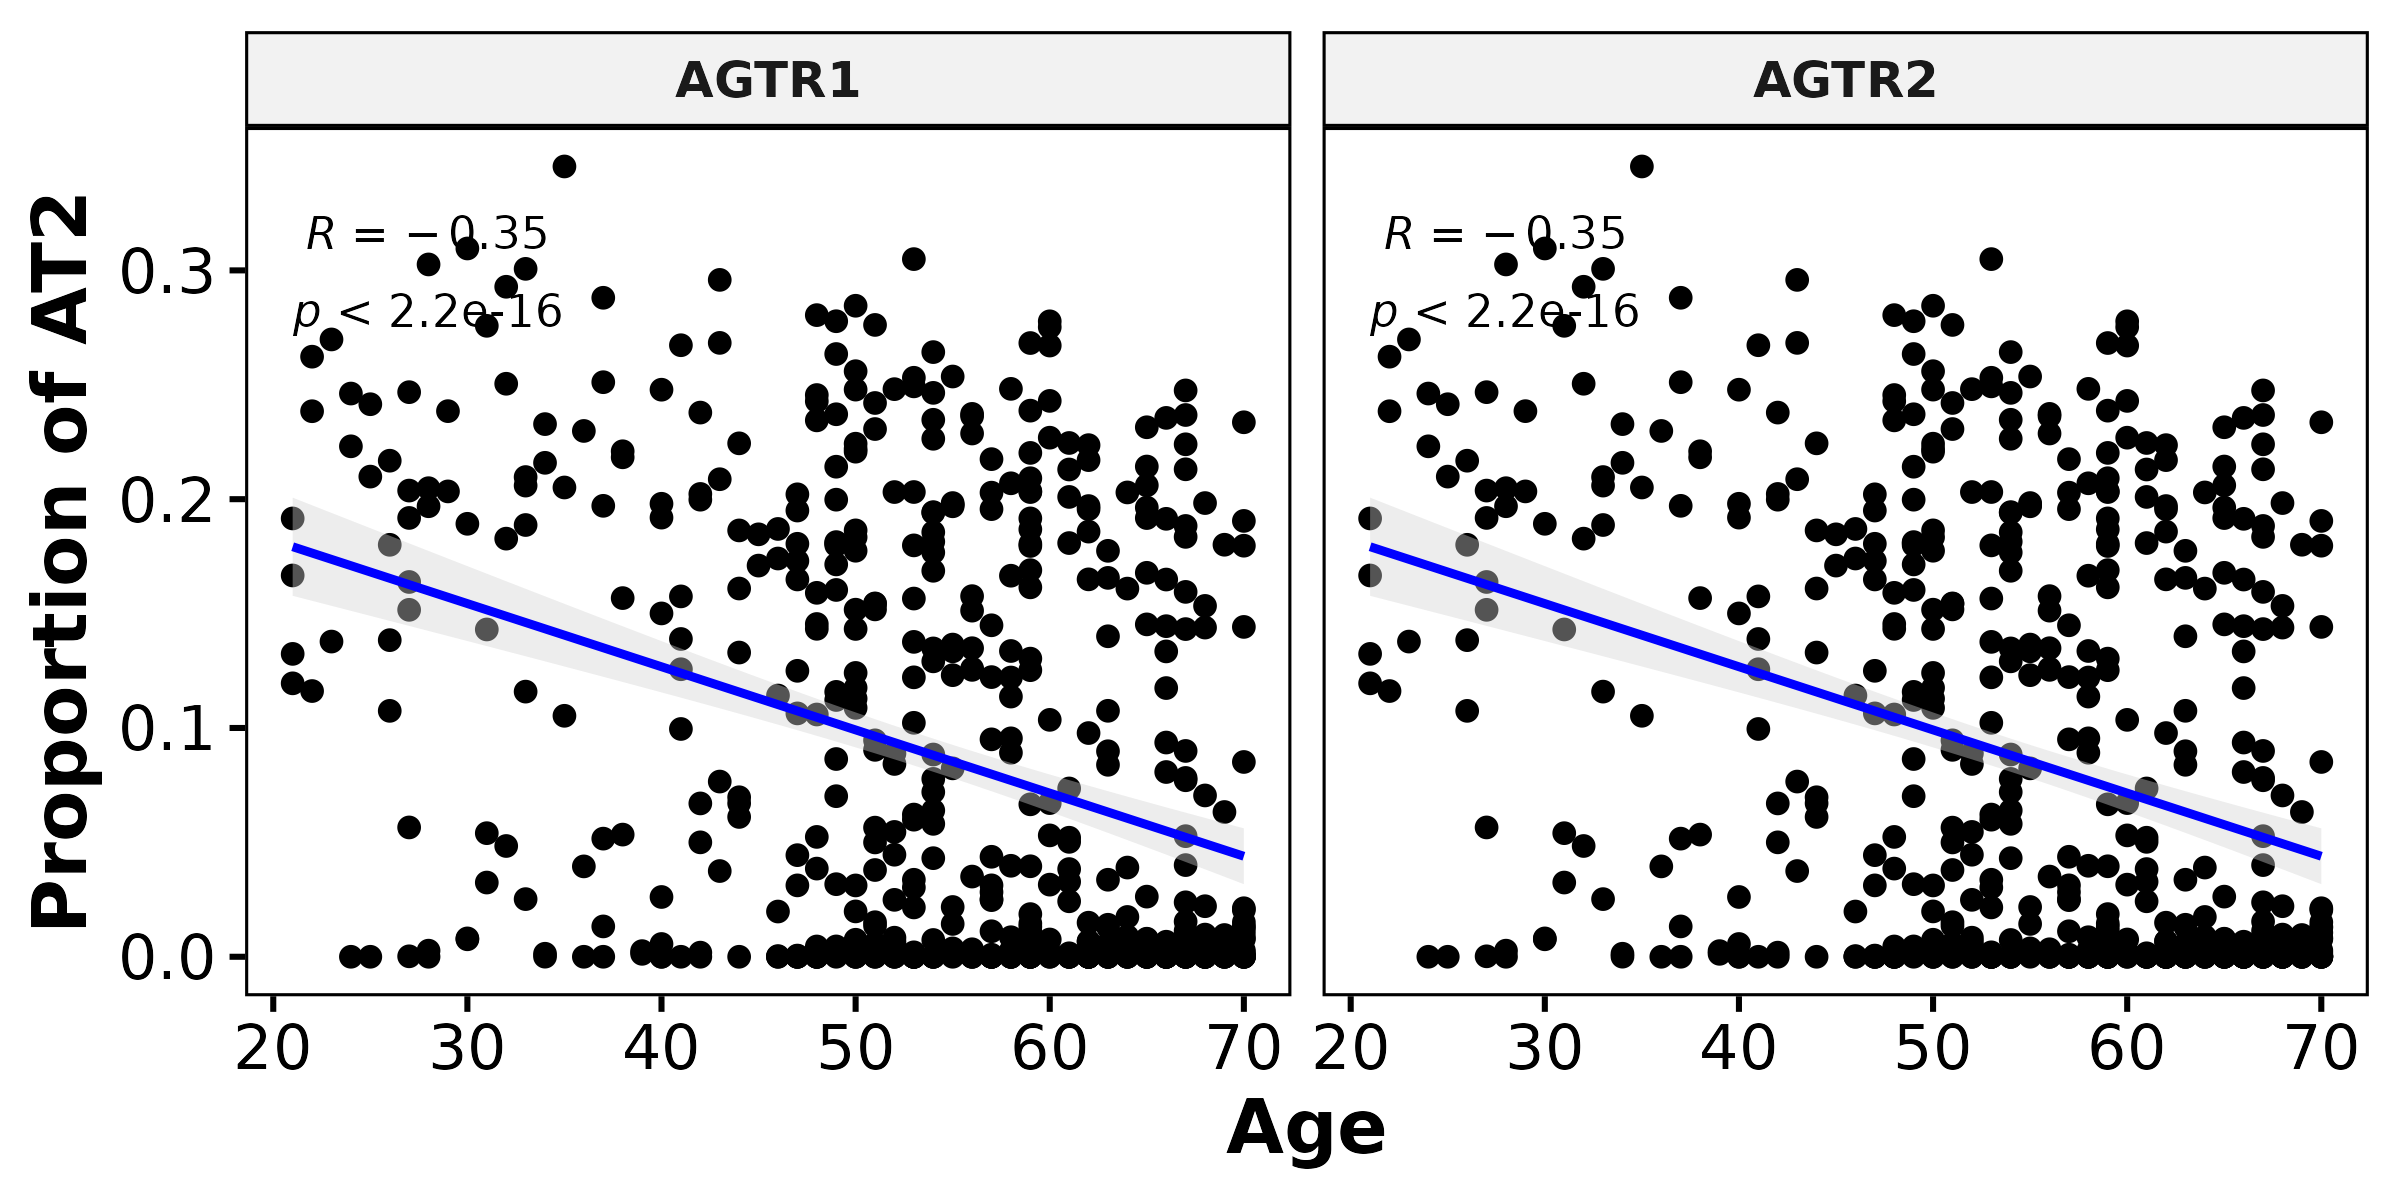 AGTR1
AGTR2
Proportion of AT2
0.3
0.2
0.1
0.0
R = −0.35
p < 2.2e-16
R = −0.35
p < 2.2e-16
20 30 40 50 60 70
20 30 40 50 60 70
Age